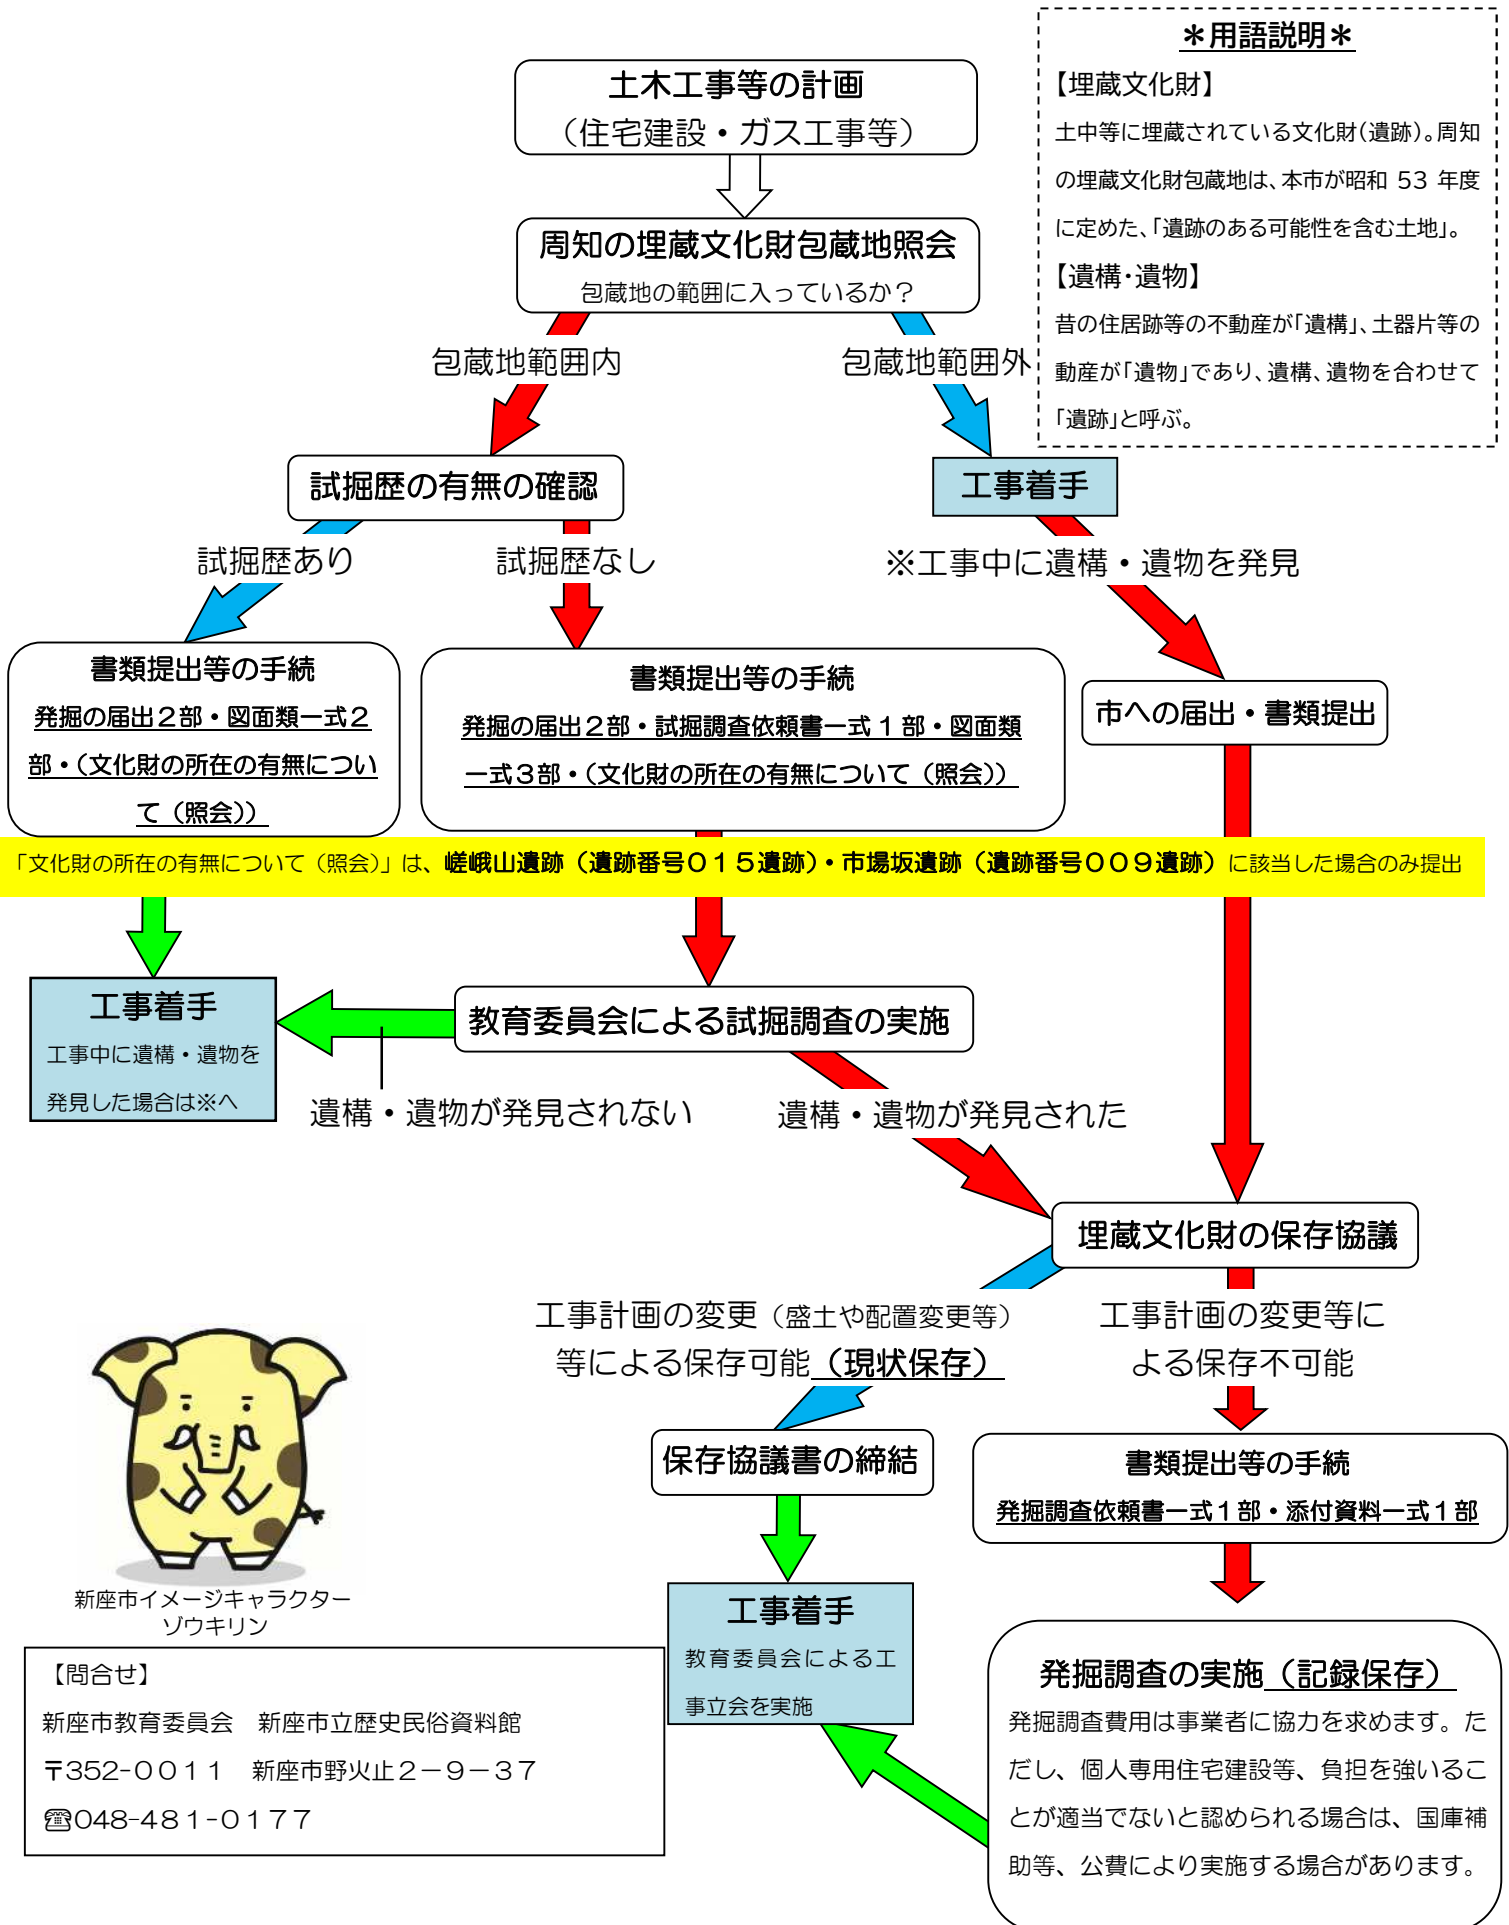 土木工事等の計画
（住宅建設・ガス工事等）
＊用語説明＊
【埋蔵文化財】
土中等に埋蔵されている文化財（遺跡）。周知
の埋蔵文化財包蔵地は、本市が昭和 53 年度
に定めた、「遺跡のある可能性を含む土地」。
【遺構・遺物】
昔の住居跡等の不動産が「遺構」、土器片等の
動産が「遺物」であり、遺構、遺物を合わせて
「遺跡」と呼ぶ。
周知の埋蔵文化財包蔵地照会
包蔵地の範囲に入っているか？
包蔵地範囲内
包蔵地範囲外
試掘歴の有無の確認
工事着手
試掘歴あり
試掘歴なし
※工事中に遺構・遺物を発見
書類提出等の手続
発掘の届出２部・図面類一式２
部・（文化財の所在の有無につい
て（照会））
書類提出等の手続
発掘の届出２部・試掘調査依頼書一式１部・図面類
一式３部・（文化財の所在の有無について（照会））
市への届出・書類提出
「文化財の所在の有無について（照会）」は、嵯峨山遺跡（遺跡番号０１５遺跡）・市場坂遺跡（遺跡番号００９遺跡）に該当した場合のみ提出
工事着手
工事中に遺構・遺物を
発見した場合は※へ
教育委員会による試掘調査の実施
遺構・遺物が発見されない
遺構・遺物が発見された
埋蔵文化財の保存協議
工事計画の変更（盛土や配置変更等）
等による保存可能（現状保存）
工事計画の変更等に
よる保存不可能
保存協議書の締結
書類提出等の手続
発掘調査依頼書一式１部・添付資料一式１部
工事着手
教育委員会による工
事立会を実施
発掘調査の実施（記録保存）
発掘調査費用は事業者に協力を求めます。た
だし、個人専用住宅建設等、負担を強いるこ
とが適当でないと認められる場合は、国庫補
助等、公費により実施する場合があります。
新座市イメージキャラクター
ゾウキリン
【問合せ】
新座市教育委員会　新座市立歴史民俗資料館
〒352-００１１　新座市野火止２－９－３７
☎048-４８１-０１７７